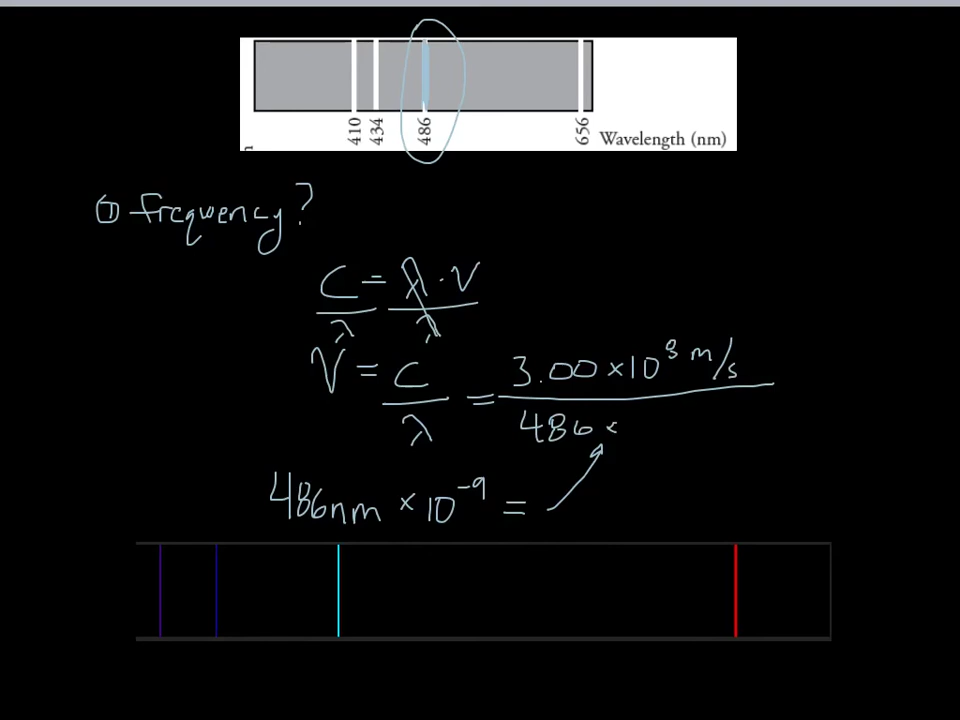 410 434 486 656 Wavelength (nm)
① frequency?
C/λ = λ·ν/λ
ν = C/λ = 3.00×10⁸ m/s / 486 ×
486nm × 10⁻⁹ =